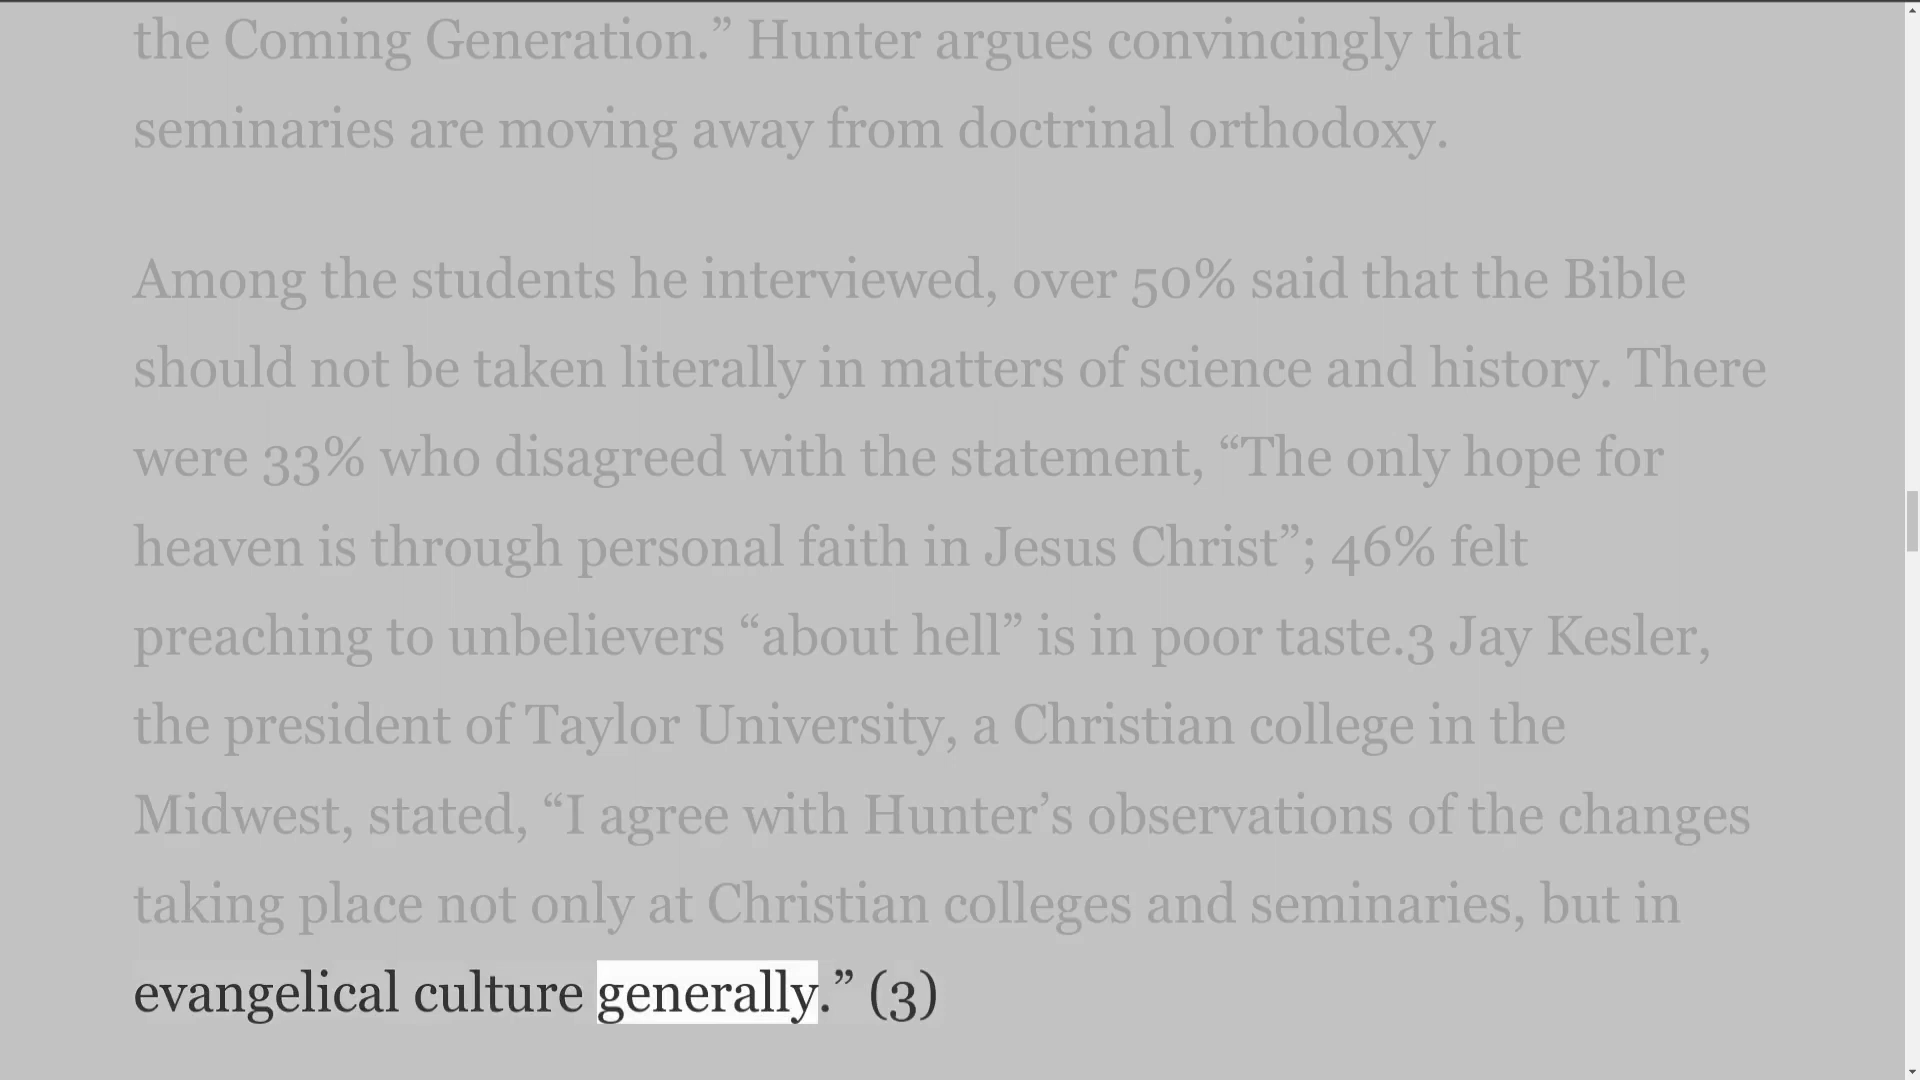 the Coming Generation.” Hunter argues convincingly that
seminaries are moving away from doctrinal orthodoxy.
Among the students he interviewed, over 50% said that the Bible
should not be taken literally in matters of science and history. There
were 33% who disagreed with the statement, “The only hope for
heaven is through personal faith in Jesus Christ”; 46% felt
preaching to unbelievers “about hell” is in poor taste.3 Jay Kesler,
the president of Taylor University, a Christian college in the
Midwest, stated, “I agree with Hunter’s observations of the changes
taking place not only at Christian colleges and seminaries, but in
evangelical culture generally.” (3)